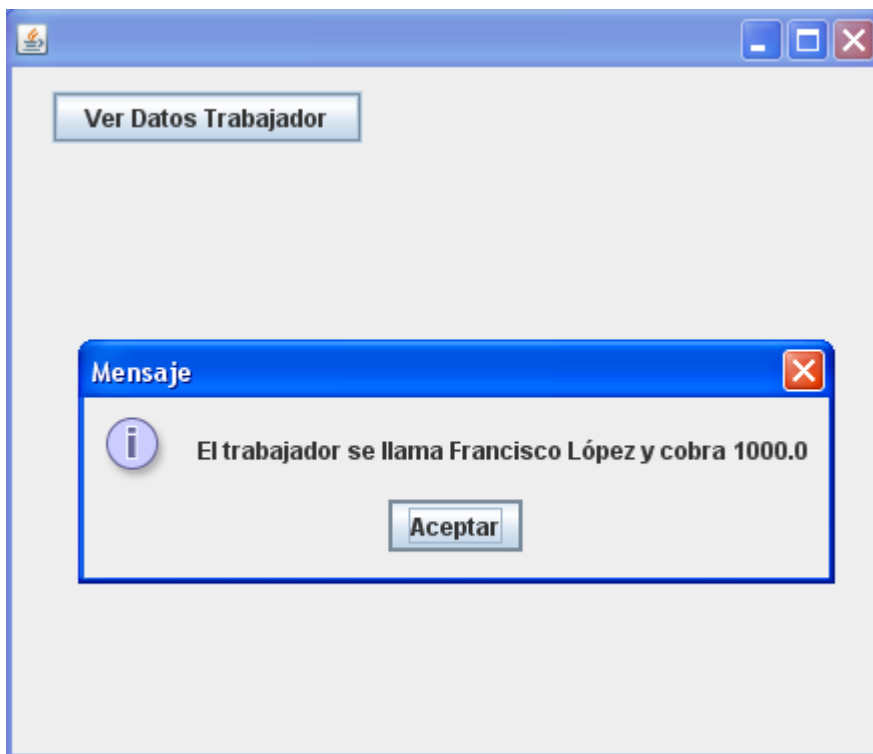 Ver Datos Trabajador
Mensaje
El trabajador se llama Francisco López y cobra 1000.0
Aceptar